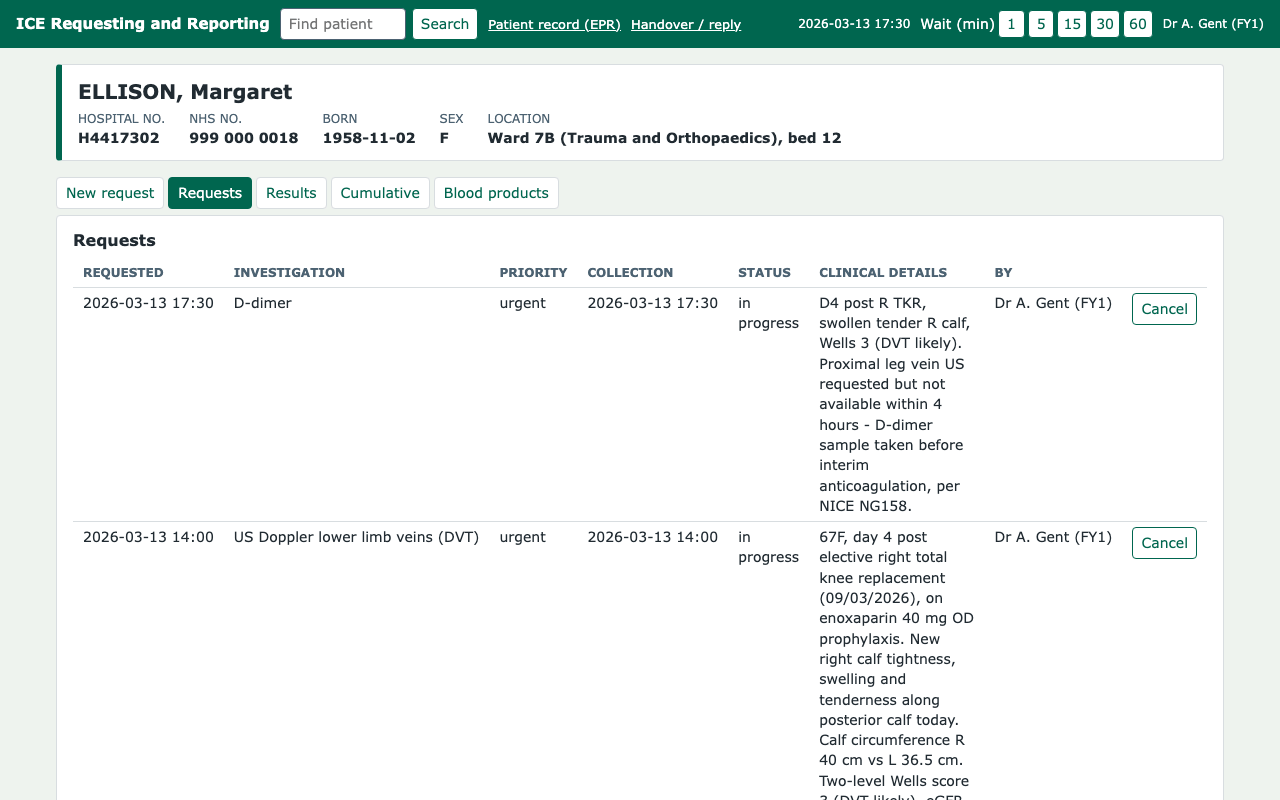 ICE Requesting and Reporting Find patient Search Patient record (EPR) Handover / reply 2026-03-13 17:30 Wait (min) 1 5 15 30 60 Dr A. Gent (FY1)
ELLISON, Margaret
HOSPITAL NO. NHS NO. BORN SEX LOCATION
H4417302 999 000 0018 1958-11-02 F Ward 7B (Trauma and Orthopaedics), bed 12
New request Requests Results Cumulative Blood products
Requests
REQUESTED INVESTIGATION PRIORITY COLLECTION STATUS CLINICAL DETAILS BY
2026-03-13 17:30 D-dimer urgent 2026-03-13 17:30 in D4 post R TKR, Dr A. Gent (FY1) Cancel
progress swollen tender R calf,
Wells 3 (DVT likely).
Proximal leg vein US
requested but not
available within 4
hours - D-dimer
sample taken before
interim
anticoagulation, per
NICE NG158.
2026-03-13 14:00 US Doppler lower limb veins (DVT) urgent 2026-03-13 14:00 in 67F, day 4 post Dr A. Gent (FY1) Cancel
progress elective right total
knee replacement
(09/03/2026), on
enoxaparin 40 mg OD
prophylaxis. New
right calf tightness,
swelling and
tenderness along
posterior calf today.
Calf circumference R
40 cm vs L 36.5 cm.
Two-level Wells score
3 (DVT likely). eGFR